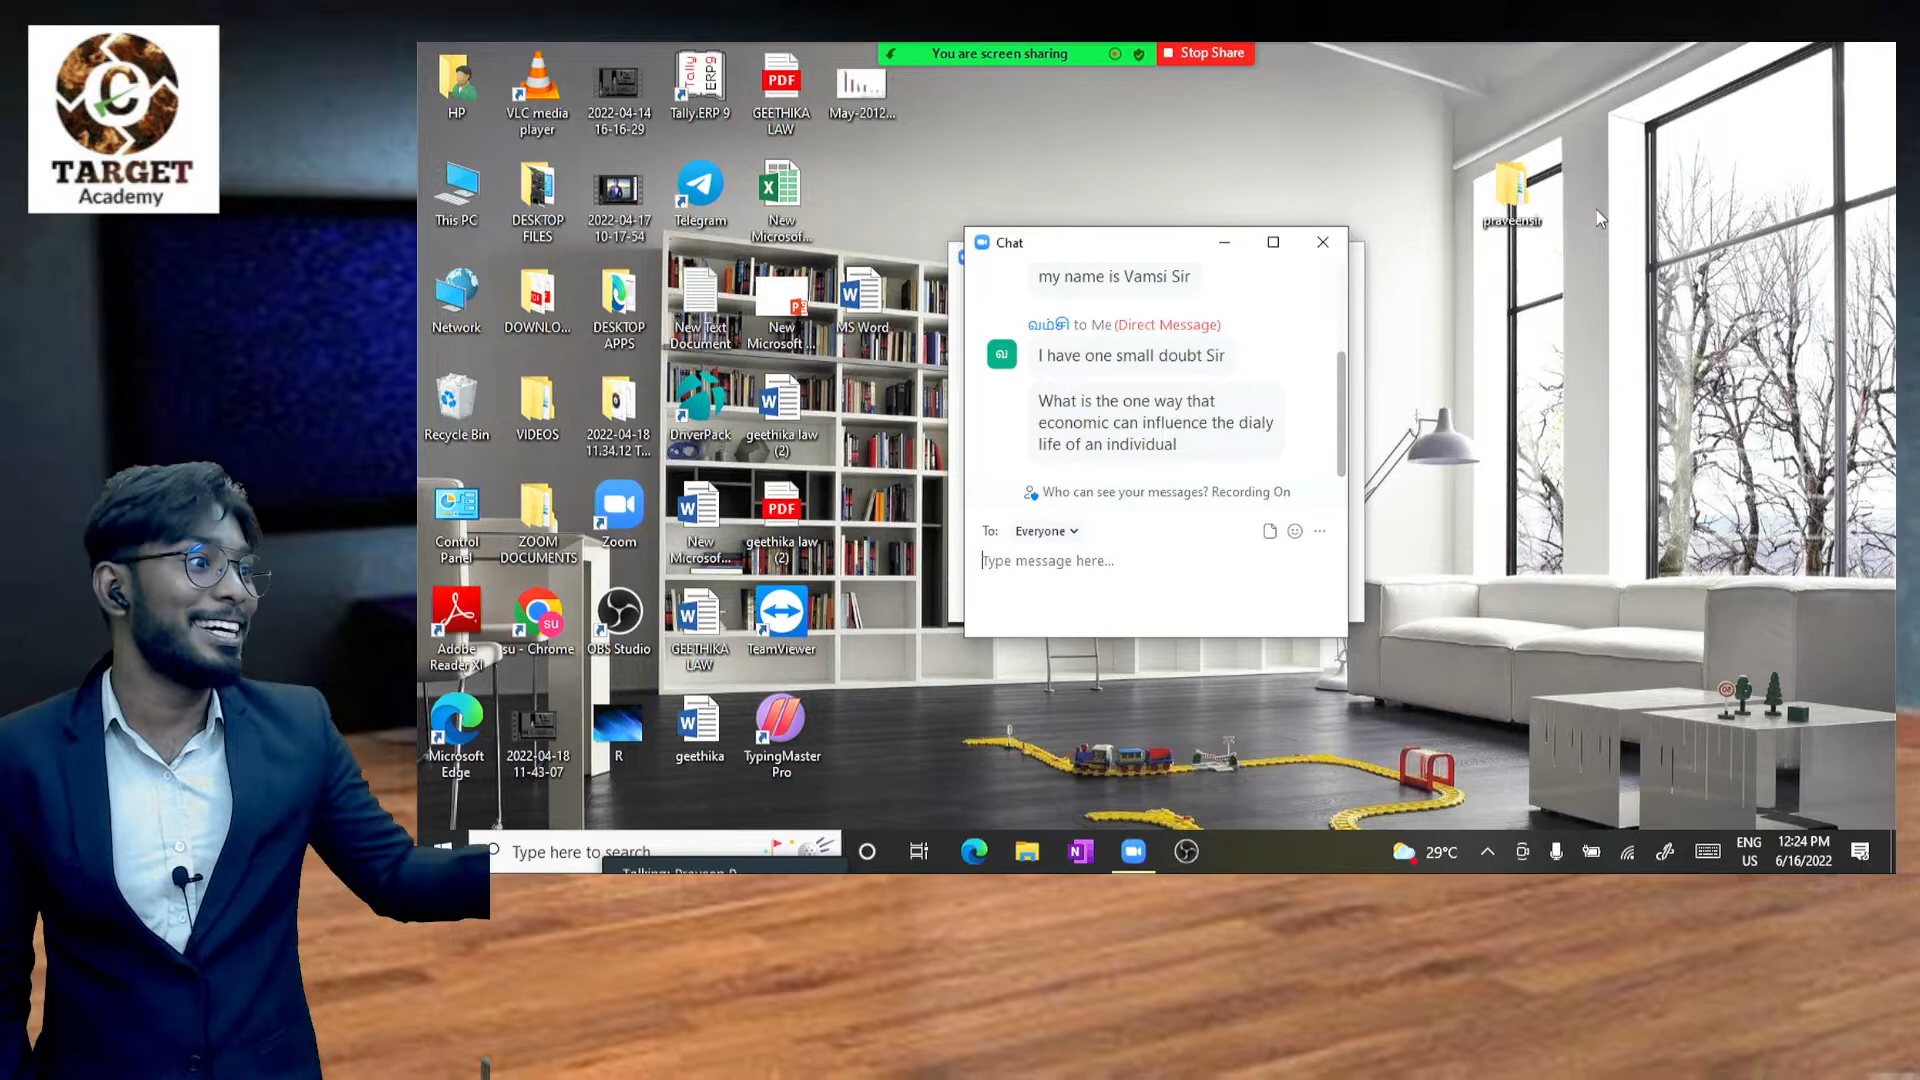 TARGET
Academy
You are screen sharing
Stop Share
HP
VLC media
player
2022-04-14
16-16-29
Tally.ERP 9
PDF
GEETHIKA
LAW
May-2012...
This PC
DESKTOP
FILES
2022-04-17
10-17-54
Telegram
New
Microsof...
praveensir
Network
DOWNLO...
DESKTOP
APPS
New Text
Document
New
Microsoft ...
MS Word
Recycle Bin
VIDEOS
2022-04-18
11.34.12 T...
DriverPack
geethika law
(2)
Control
Panel
ZOOM
DOCUMENTS
Zoom
New
Microsof...
PDF
geethika law
(2)
Adobe
Reader XI
su
su - Chrome
OBS Studio
GEETHIKA
LAW
TeamViewer
Microsoft
Edge
2022-04-18
11-43-07
R
geethika
TypingMaster
Pro
Chat
my name is Vamsi Sir
வம்சி to Me (Direct Message)
வ
I have one small doubt Sir
What is the one way that
economic can influence the dialy
life of an individual
Who can see your messages? Recording On
To: Everyone
Type message here...
Type here to search
29°C
ENG
US
12:24 PM
6/16/2022